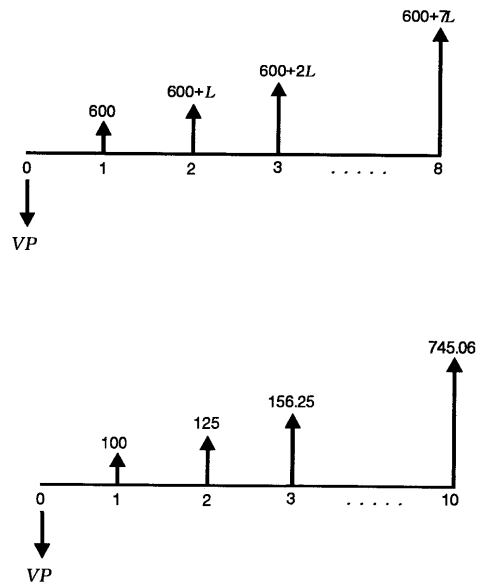 600+7L
600+2L
600+L
600
0 1 2 3 ..... 8
VP
745.06
156.25
125
100
0 1 2 3 ..... 10
VP